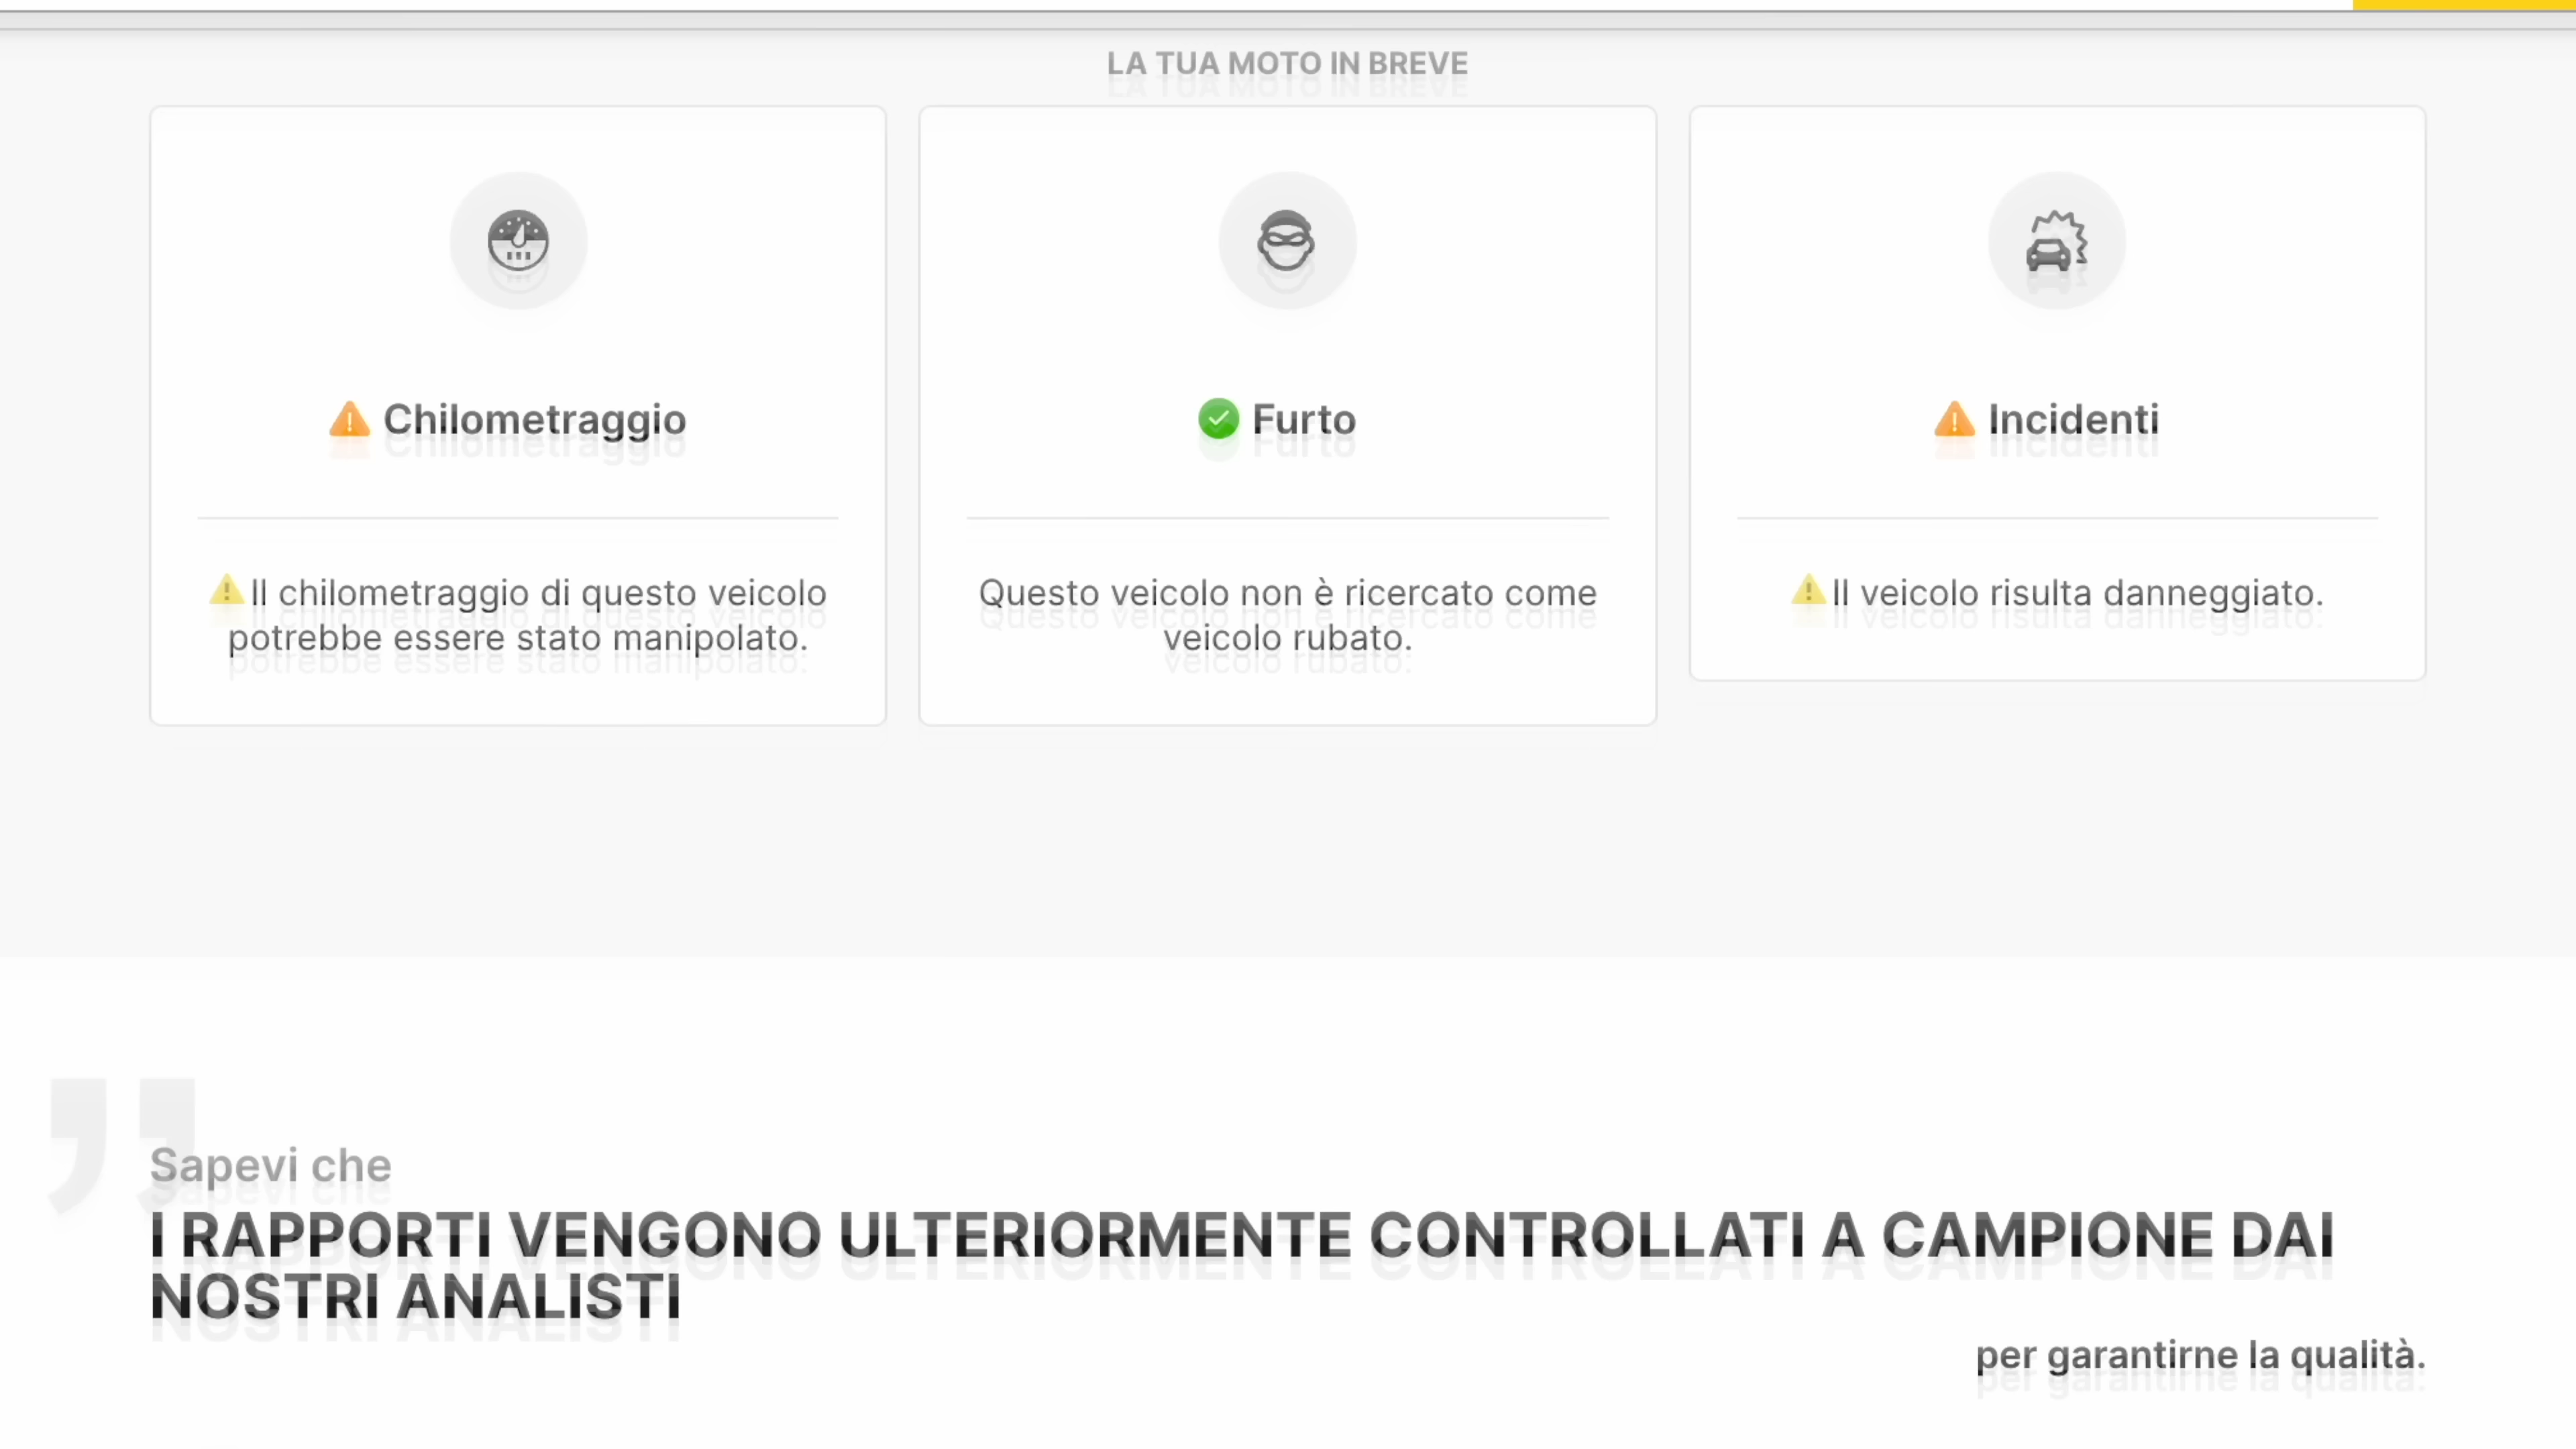 LA TUA MOTO IN BREVE
Chilometraggio
Il chilometraggio di questo veicolo
potrebbe essere stato manipolato.
Furto
Questo veicolo non è ricercato come
veicolo rubato.
Incidenti
Il veicolo risulta danneggiato.
Sapevi che
I RAPPORTI VENGONO ULTERIORMENTE CONTROLLATI A CAMPIONE DAI
NOSTRI ANALISTI
per garantirne la qualità.